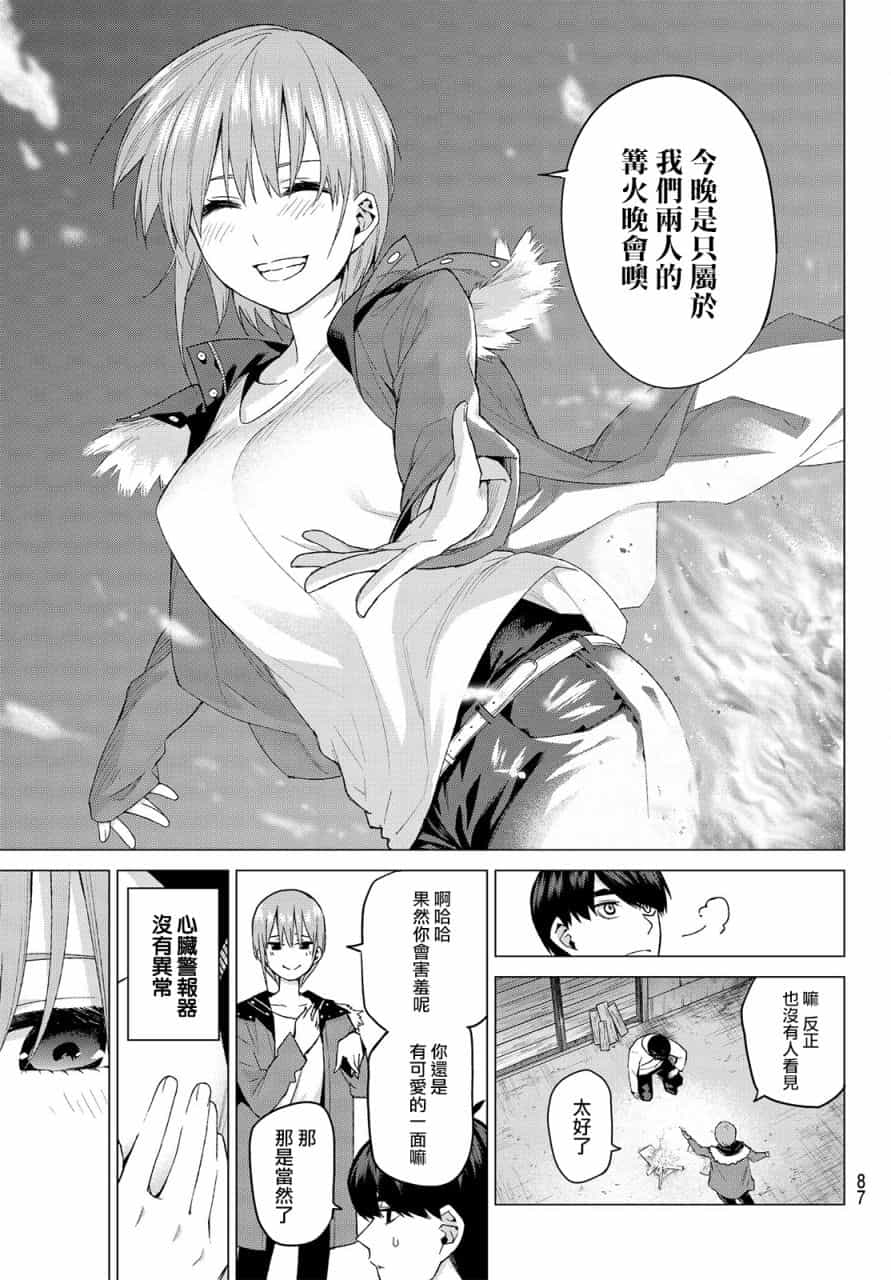 今晚是只屬於
我們兩人的
篝火晚會噢
嘛 反正
也沒有人看見
太好了
啊哈哈
果然你會害羞呢
你還是
有可愛的一面嘛
那
那是當然了
心臟警報器
沒有異常
87